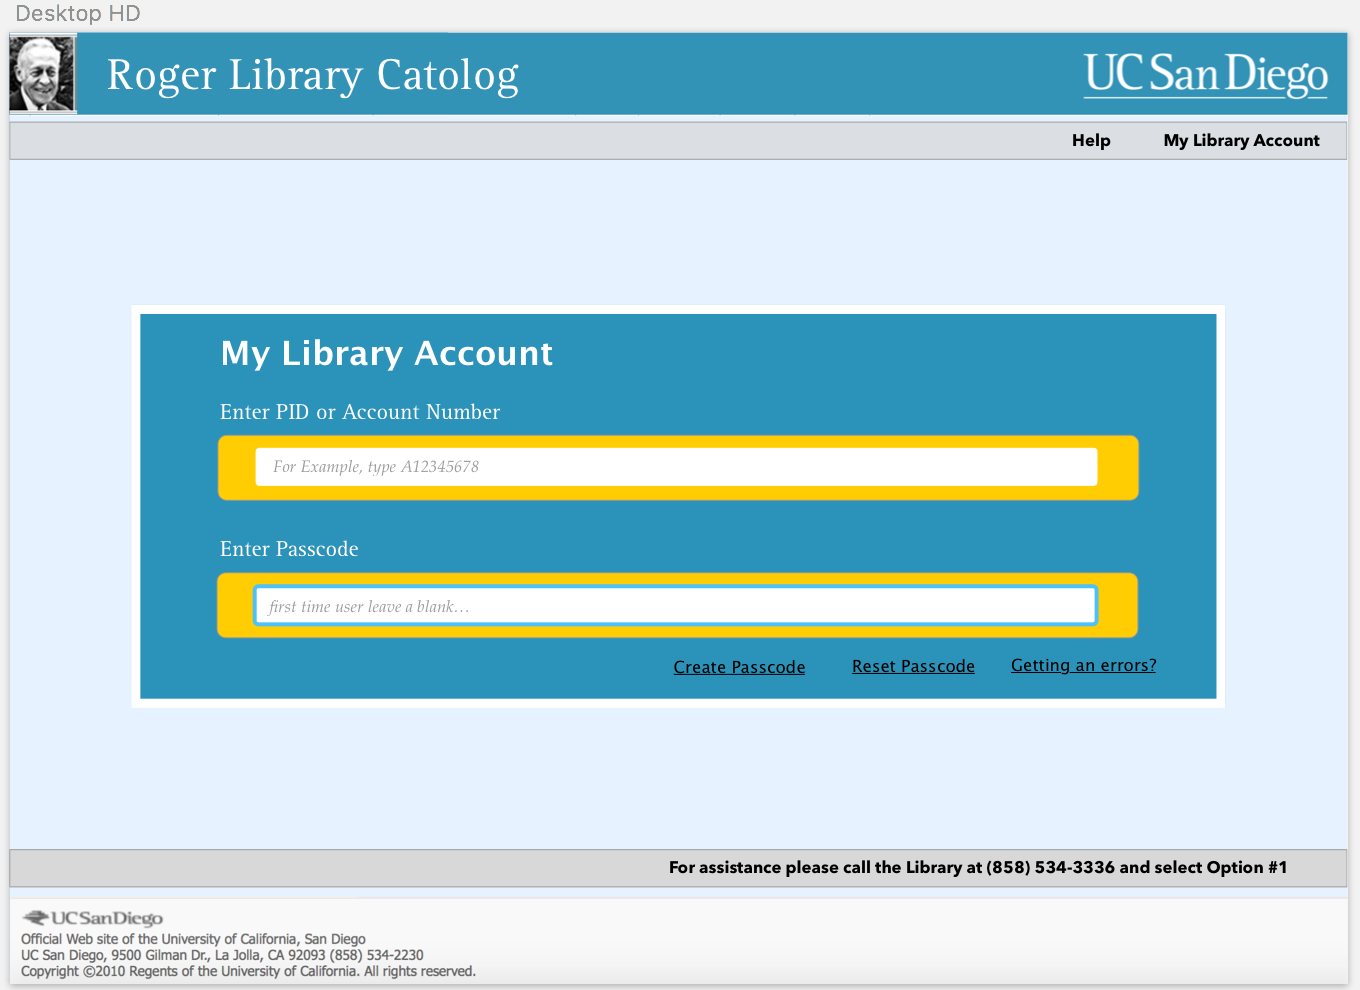 Desktop HD
Roger Library Catolog
UC San Diego
Help
My Library Account
My Library Account
Enter PID or Account Number
For Example, type A12345678
Enter Passcode
first time user leave a blank...
Create Passcode
Reset Passcode
Getting an errors?
For assistance please call the Library at (858) 534-3336 and select Option #1
UC San Diego
Official Web site of the University of California, San Diego
UC San Diego, 9500 Gilman Dr., La Jolla, CA 92093 (858) 534-2230
Copyright ©2010 Regents of the University of California. All rights reserved.